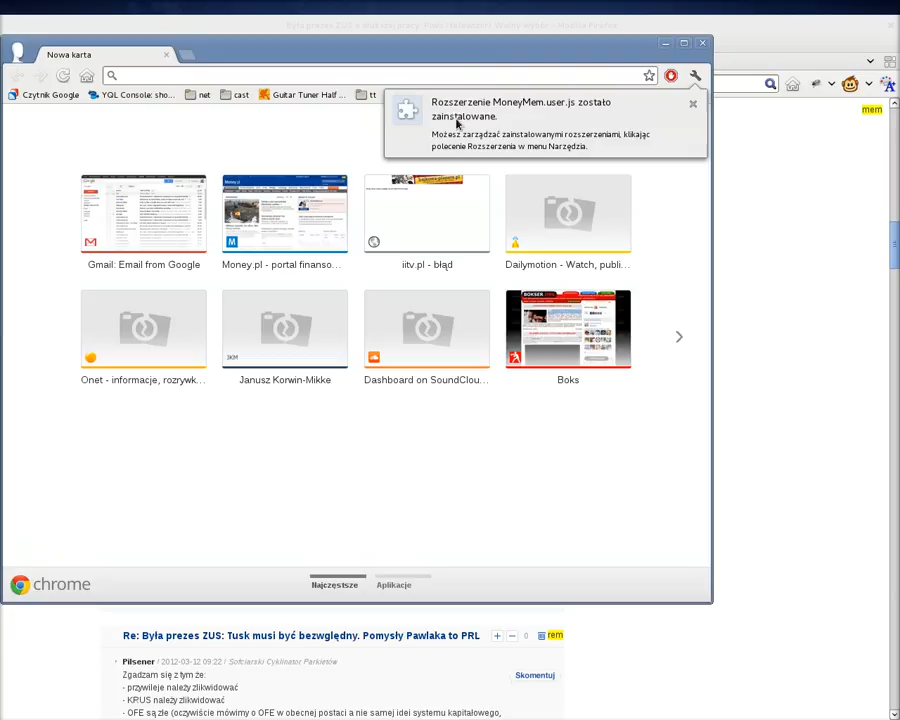 Nowa karta
Czytnik Google
YQL Console: sho...
net
cast
Guitar Tuner Half ...
tt
Rozszerzenie MoneyMem.user.js zostało
zainstalowane.
Możesz zarządzać zainstalowanymi rozszerzeniami, klikając
polecenie Rozszerzenia w menu Narzędzia.
mem
Gmail: Email from Google
Money.pl - portal finanso...
iitv.pl - błąd
Dailymotion - Watch, publi...
JKM
Onet - informacje, rozrywk...
Janusz Korwin-Mikke
Dashboard on SoundClou...
Boks
chrome
Najczęstsze
Aplikacje
Re: Była prezes ZUS: Tusk musi być bezwględny. Pomysły Pawlaka to PRL
+ − 0
rem
Pilsener / 2012-03-12 09:22 / Sofciarski Cyklinator Parkietów
Zgadzam się z tym że:
Skomentuj
- przywileje należy zlikwidować
- KRUS należy zlikwidować
- OFE są złe (oczywiście mówimy o OFE w obecnej postaci a nie samej idei systemu kapitałowego,